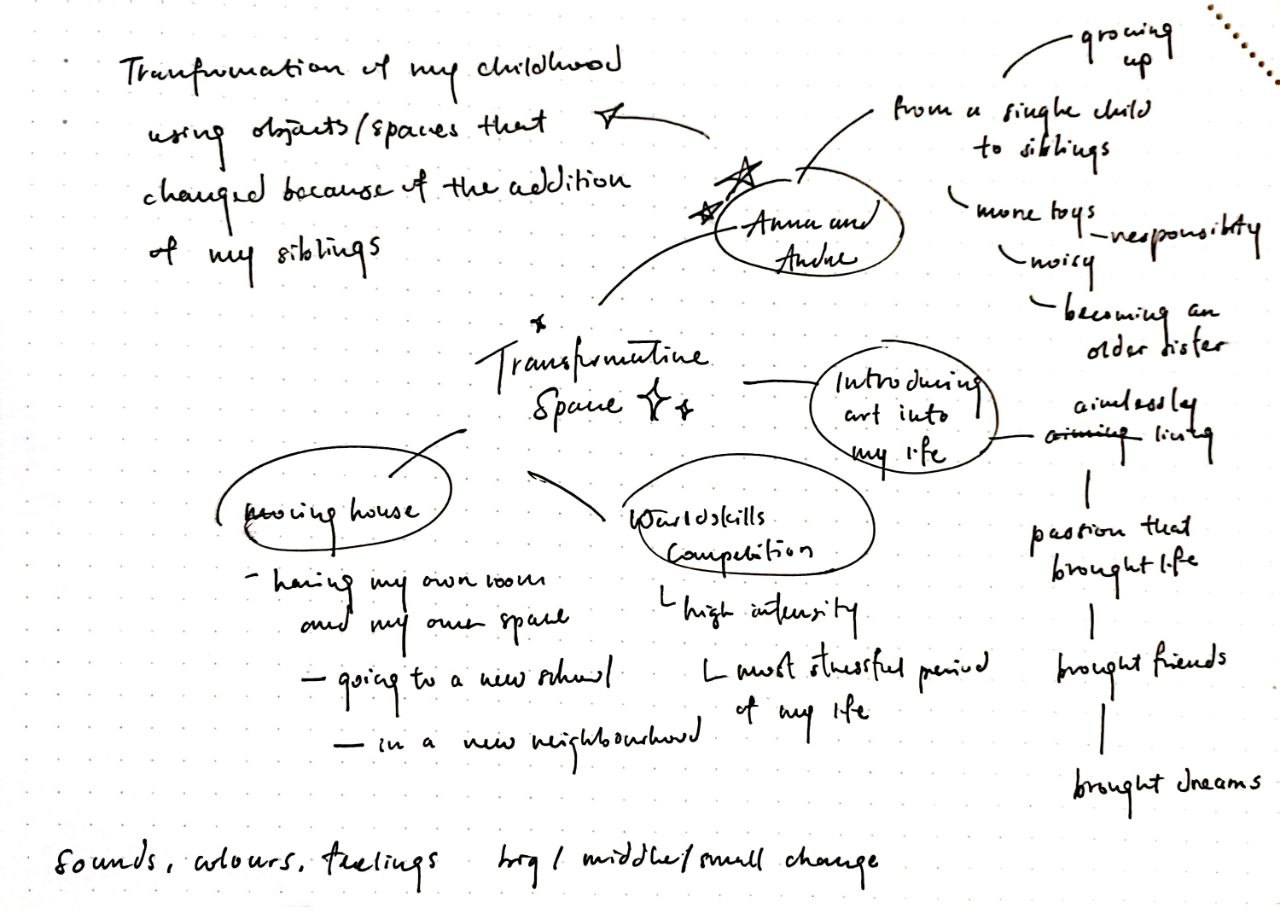 Tranformation of my childhood
using objects/spaces that
changed because of the addition
of my siblings
growing
up
from a single child
to siblings
more toys
responsibility
noisy
becoming an
older sister
Anna and
Andre
Transformative
Space
Introducing
art into
my life
aimlessly
aiming living
passion that
brought life
brought friends
brought dreams
moving house
- having my own room
and my own space
- going to a new school
- in a new neighbourhood
Worldskills
Competition
high intensity
most stressful period
of my life
Sounds, colours, feelings big / middle / small change